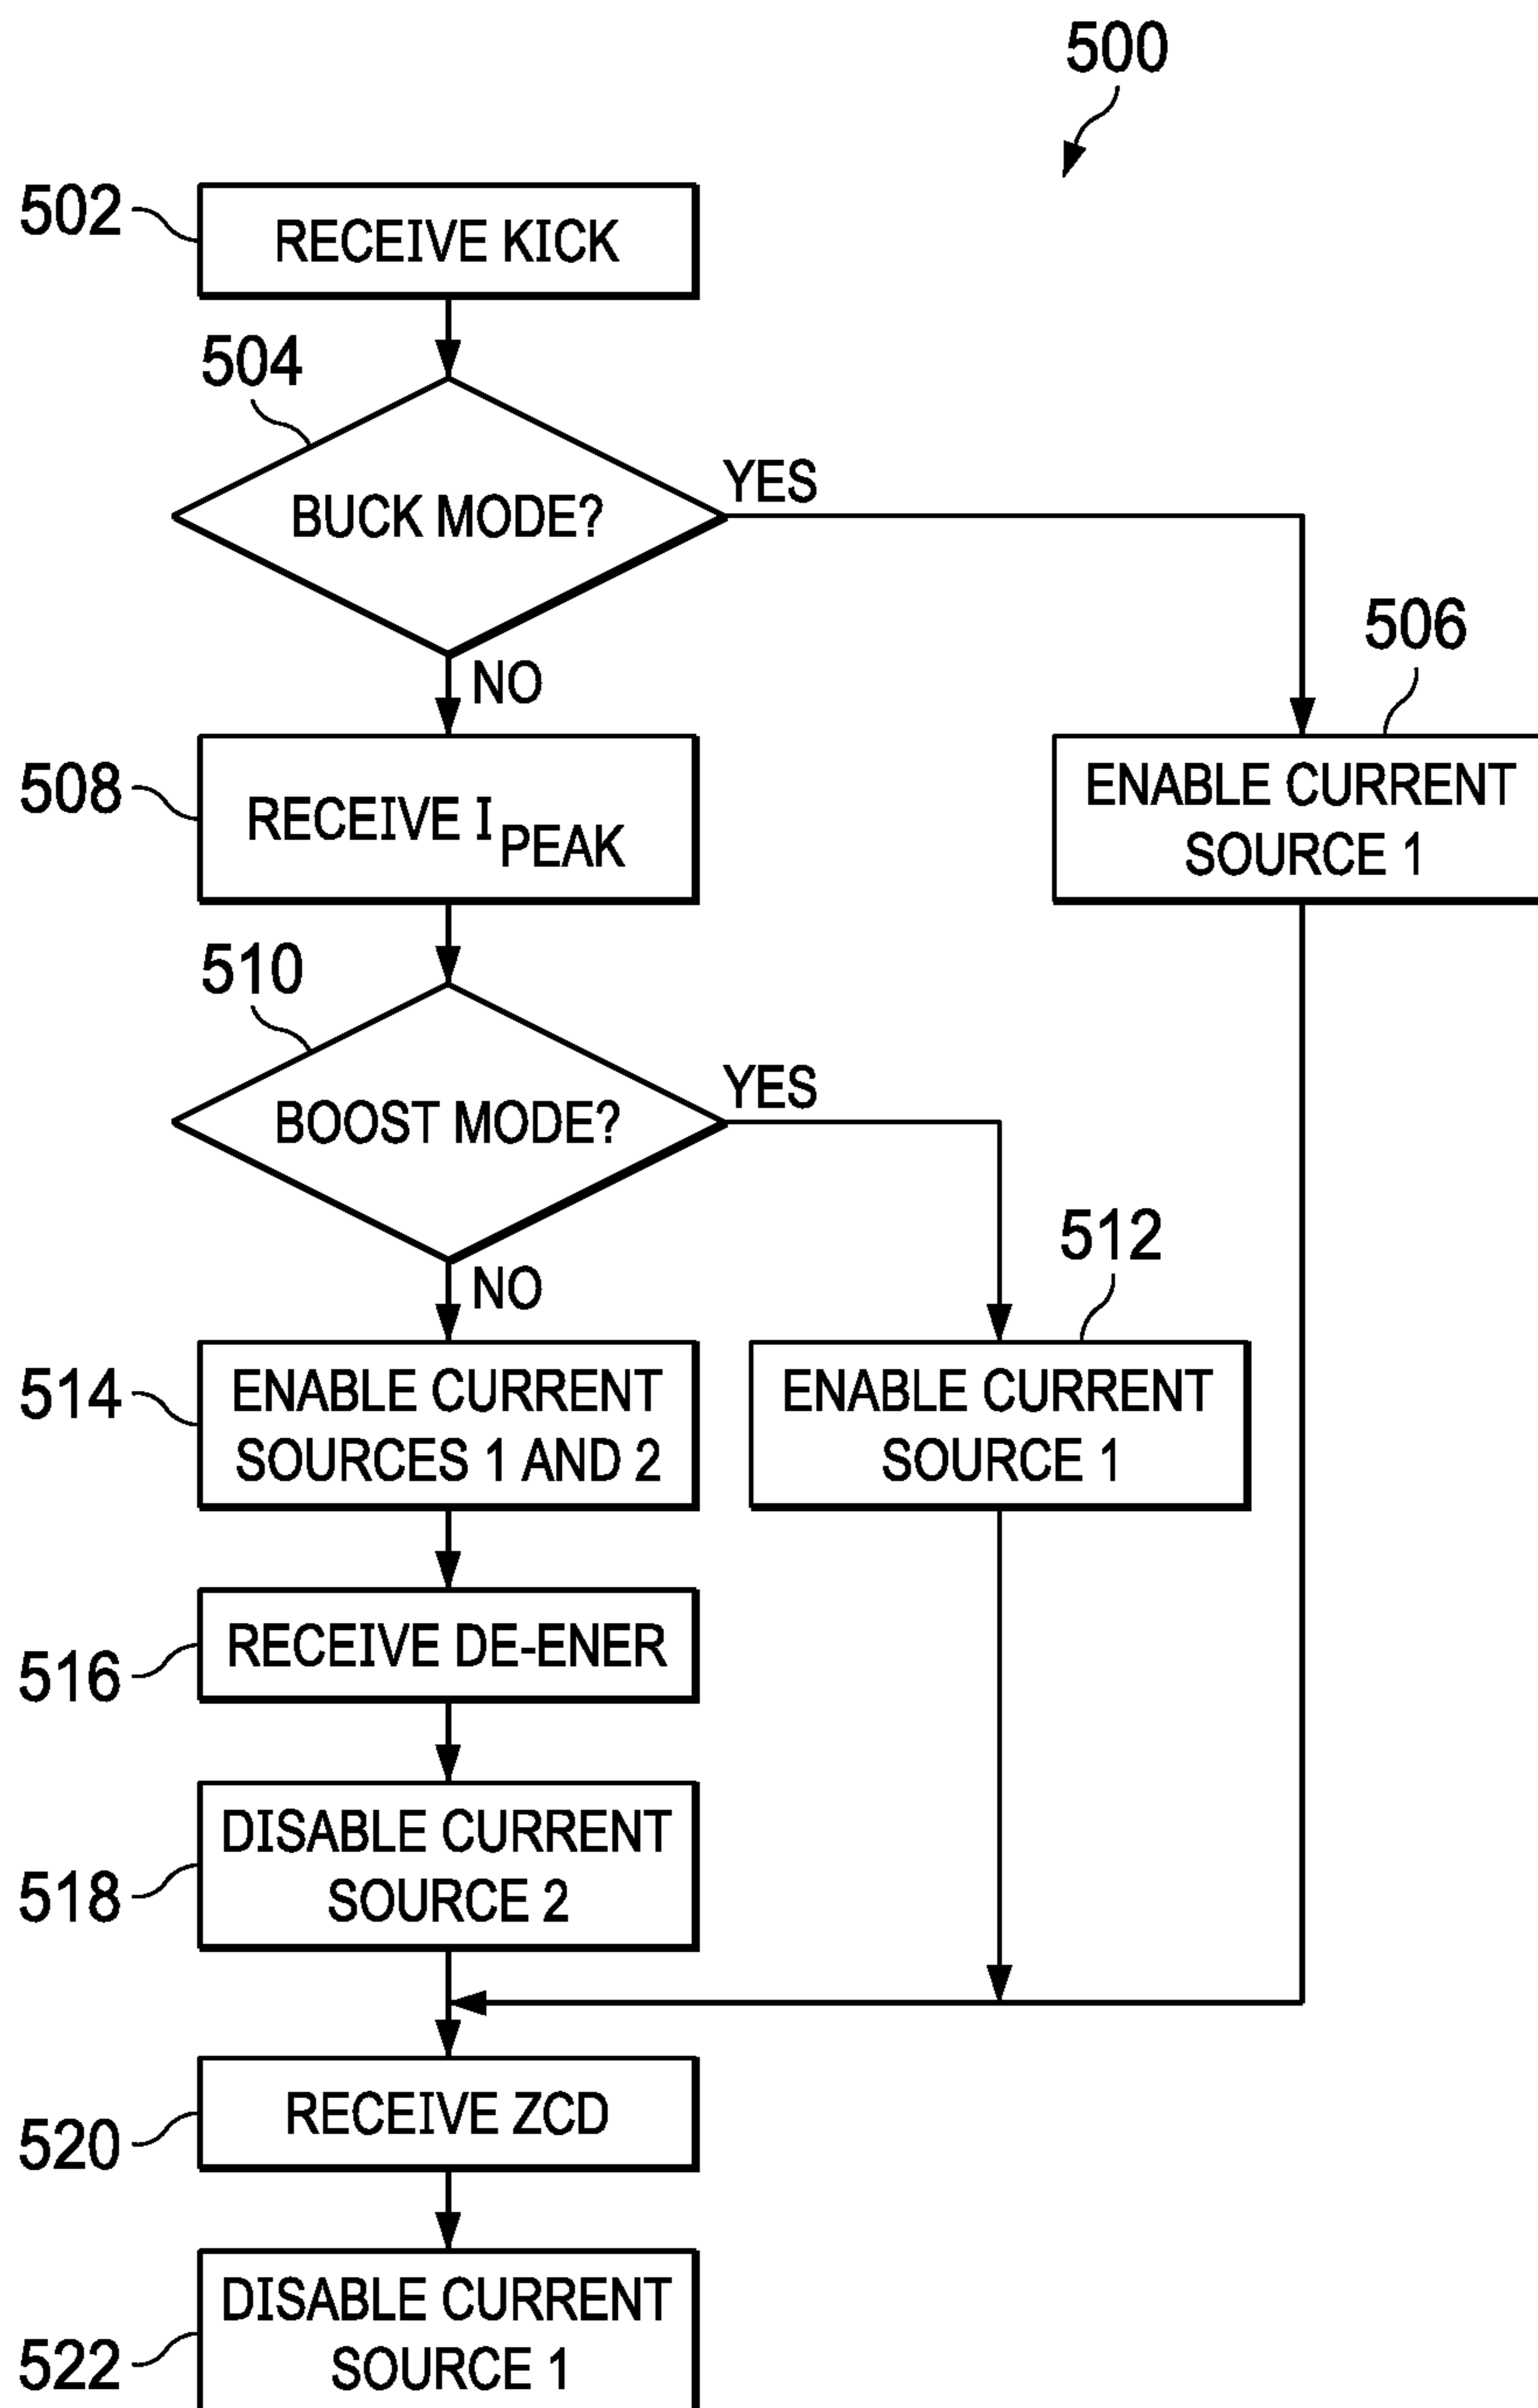 500
502
RECEIVE KICK
504
BUCK MODE?
YES
NO
506
ENABLE CURRENT
SOURCE 1
508
RECEIVE I PEAK
510
BOOST MODE?
YES
NO
512
ENABLE CURRENT
SOURCE 1
514
ENABLE CURRENT
SOURCES 1 AND 2
516
RECEIVE DE-ENER
518
DISABLE CURRENT
SOURCE 2
520
RECEIVE ZCD
522
DISABLE CURRENT
SOURCE 1